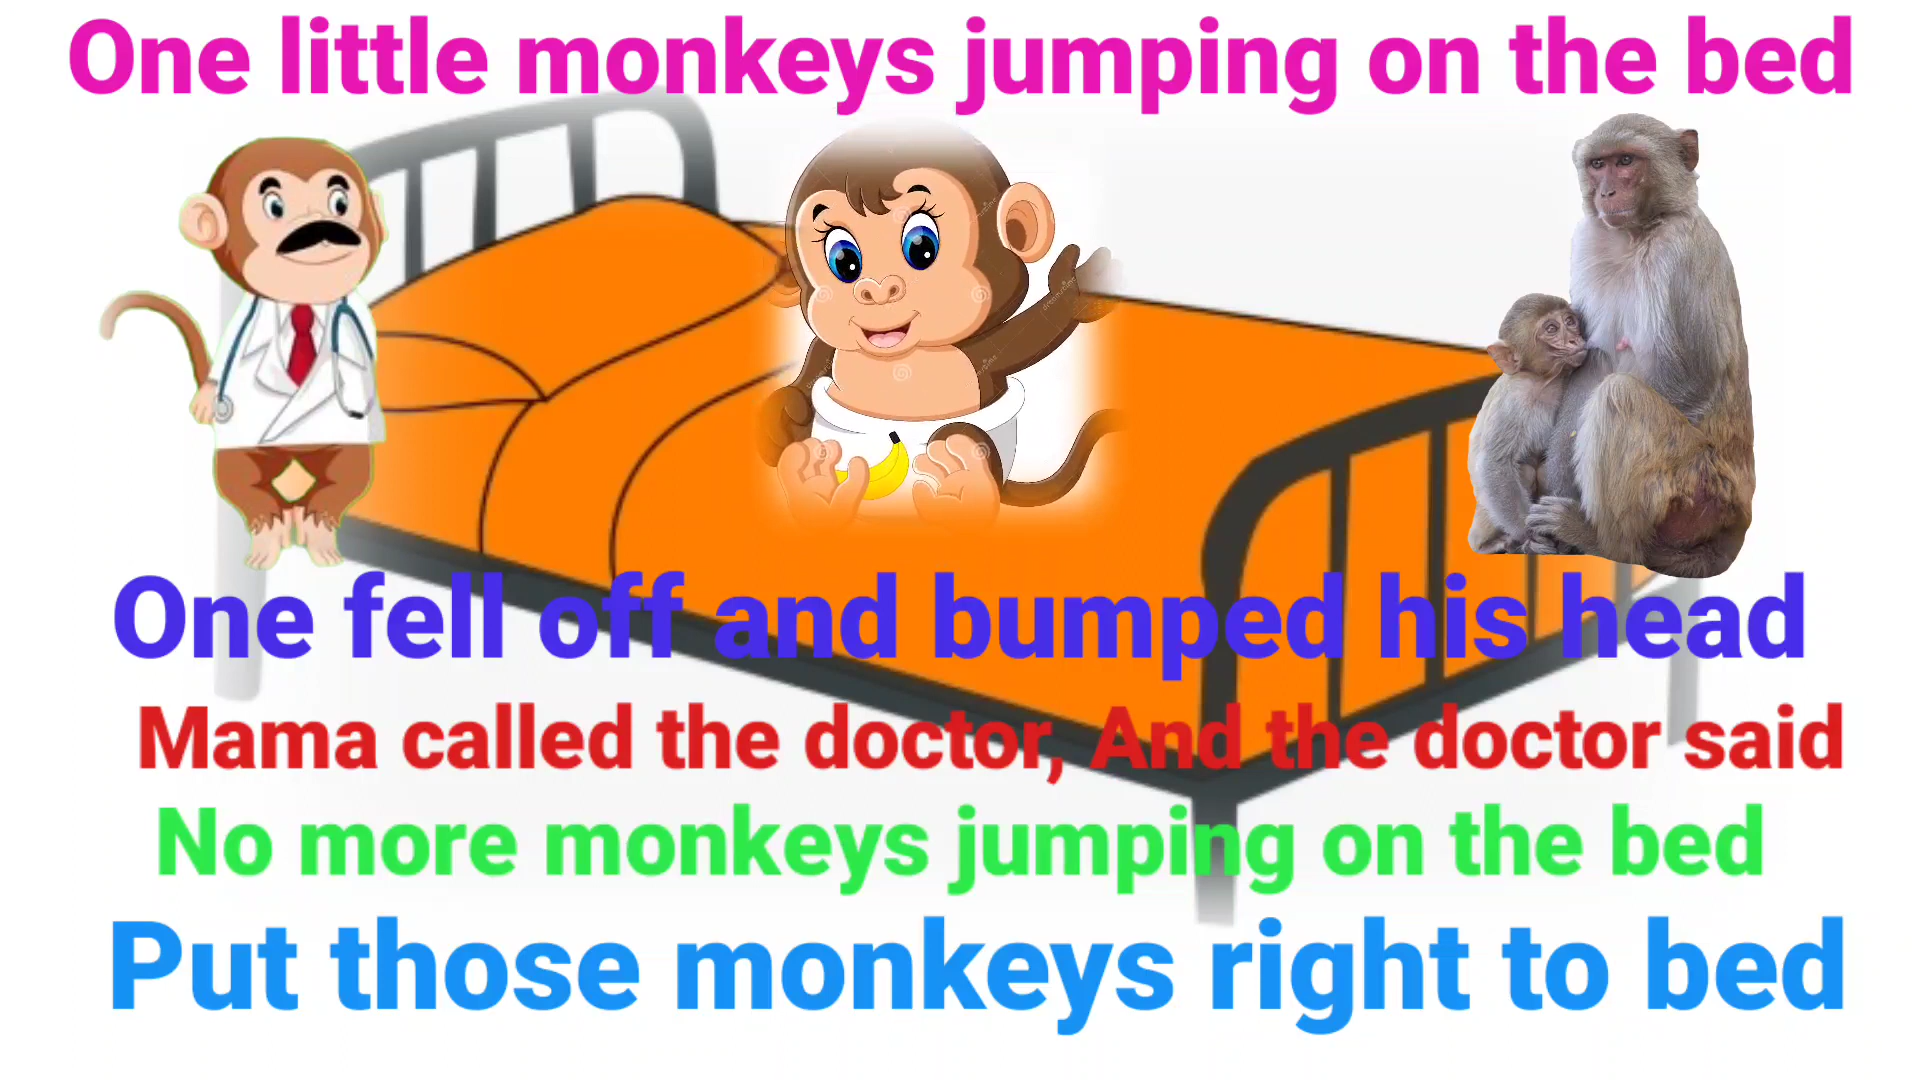 One little monkeys jumping on the bed
One fell off and bumped his head
Mama called the doctor, And the doctor said
No more monkeys jumping on the bed
Put those monkeys right to bed